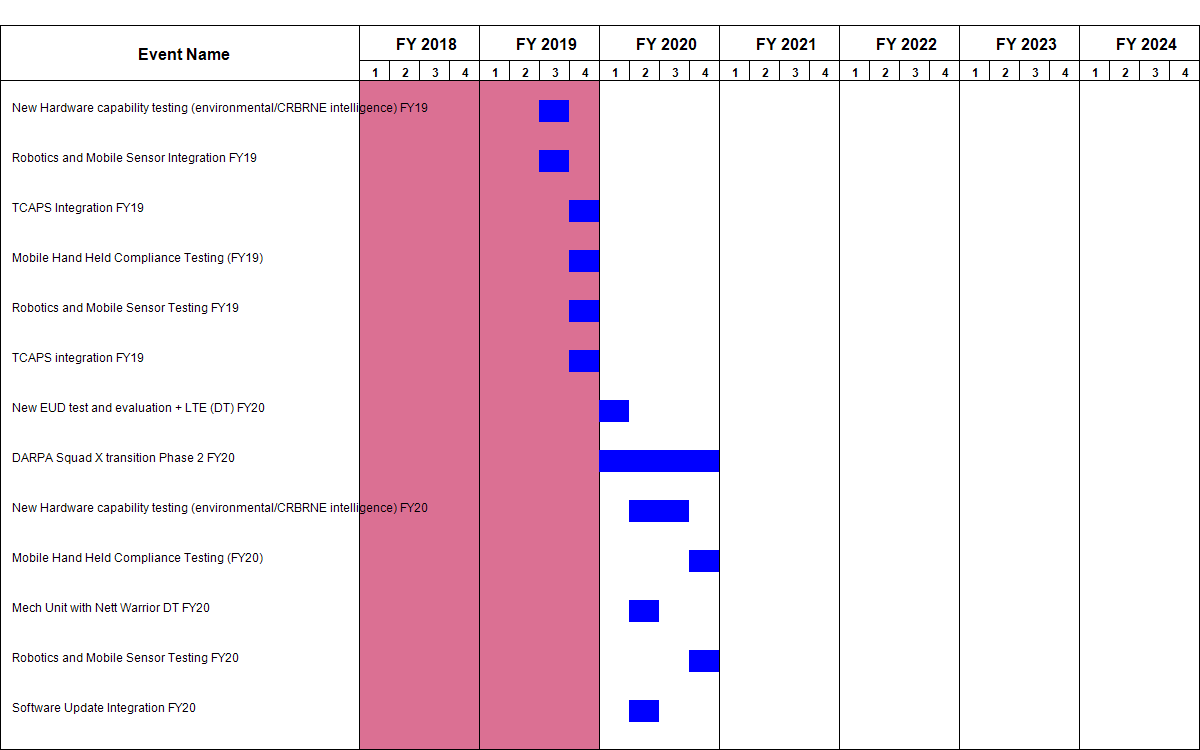 Event Name FY 2018 FY 2019 FY 2020 FY 2021 FY 2022 FY 2023 FY 2024
1 2 3 4 1 2 3 4 1 2 3 4 1 2 3 4 1 2 3 4 1 2 3 4 1 2 3 4
New Hardware capability testing (environmental/CRBRNE intelligence) FY19
Robotics and Mobile Sensor Integration FY19
TCAPS Integration FY19
Mobile Hand Held Compliance Testing (FY19)
Robotics and Mobile Sensor Testing FY19
TCAPS integration FY19
New EUD test and evaluation + LTE (DT) FY20
DARPA Squad X transition Phase 2 FY20
New Hardware capability testing (environmental/CRBRNE intelligence) FY20
Mobile Hand Held Compliance Testing (FY20)
Mech Unit with Nett Warrior DT FY20
Robotics and Mobile Sensor Testing FY20
Software Update Integration FY20